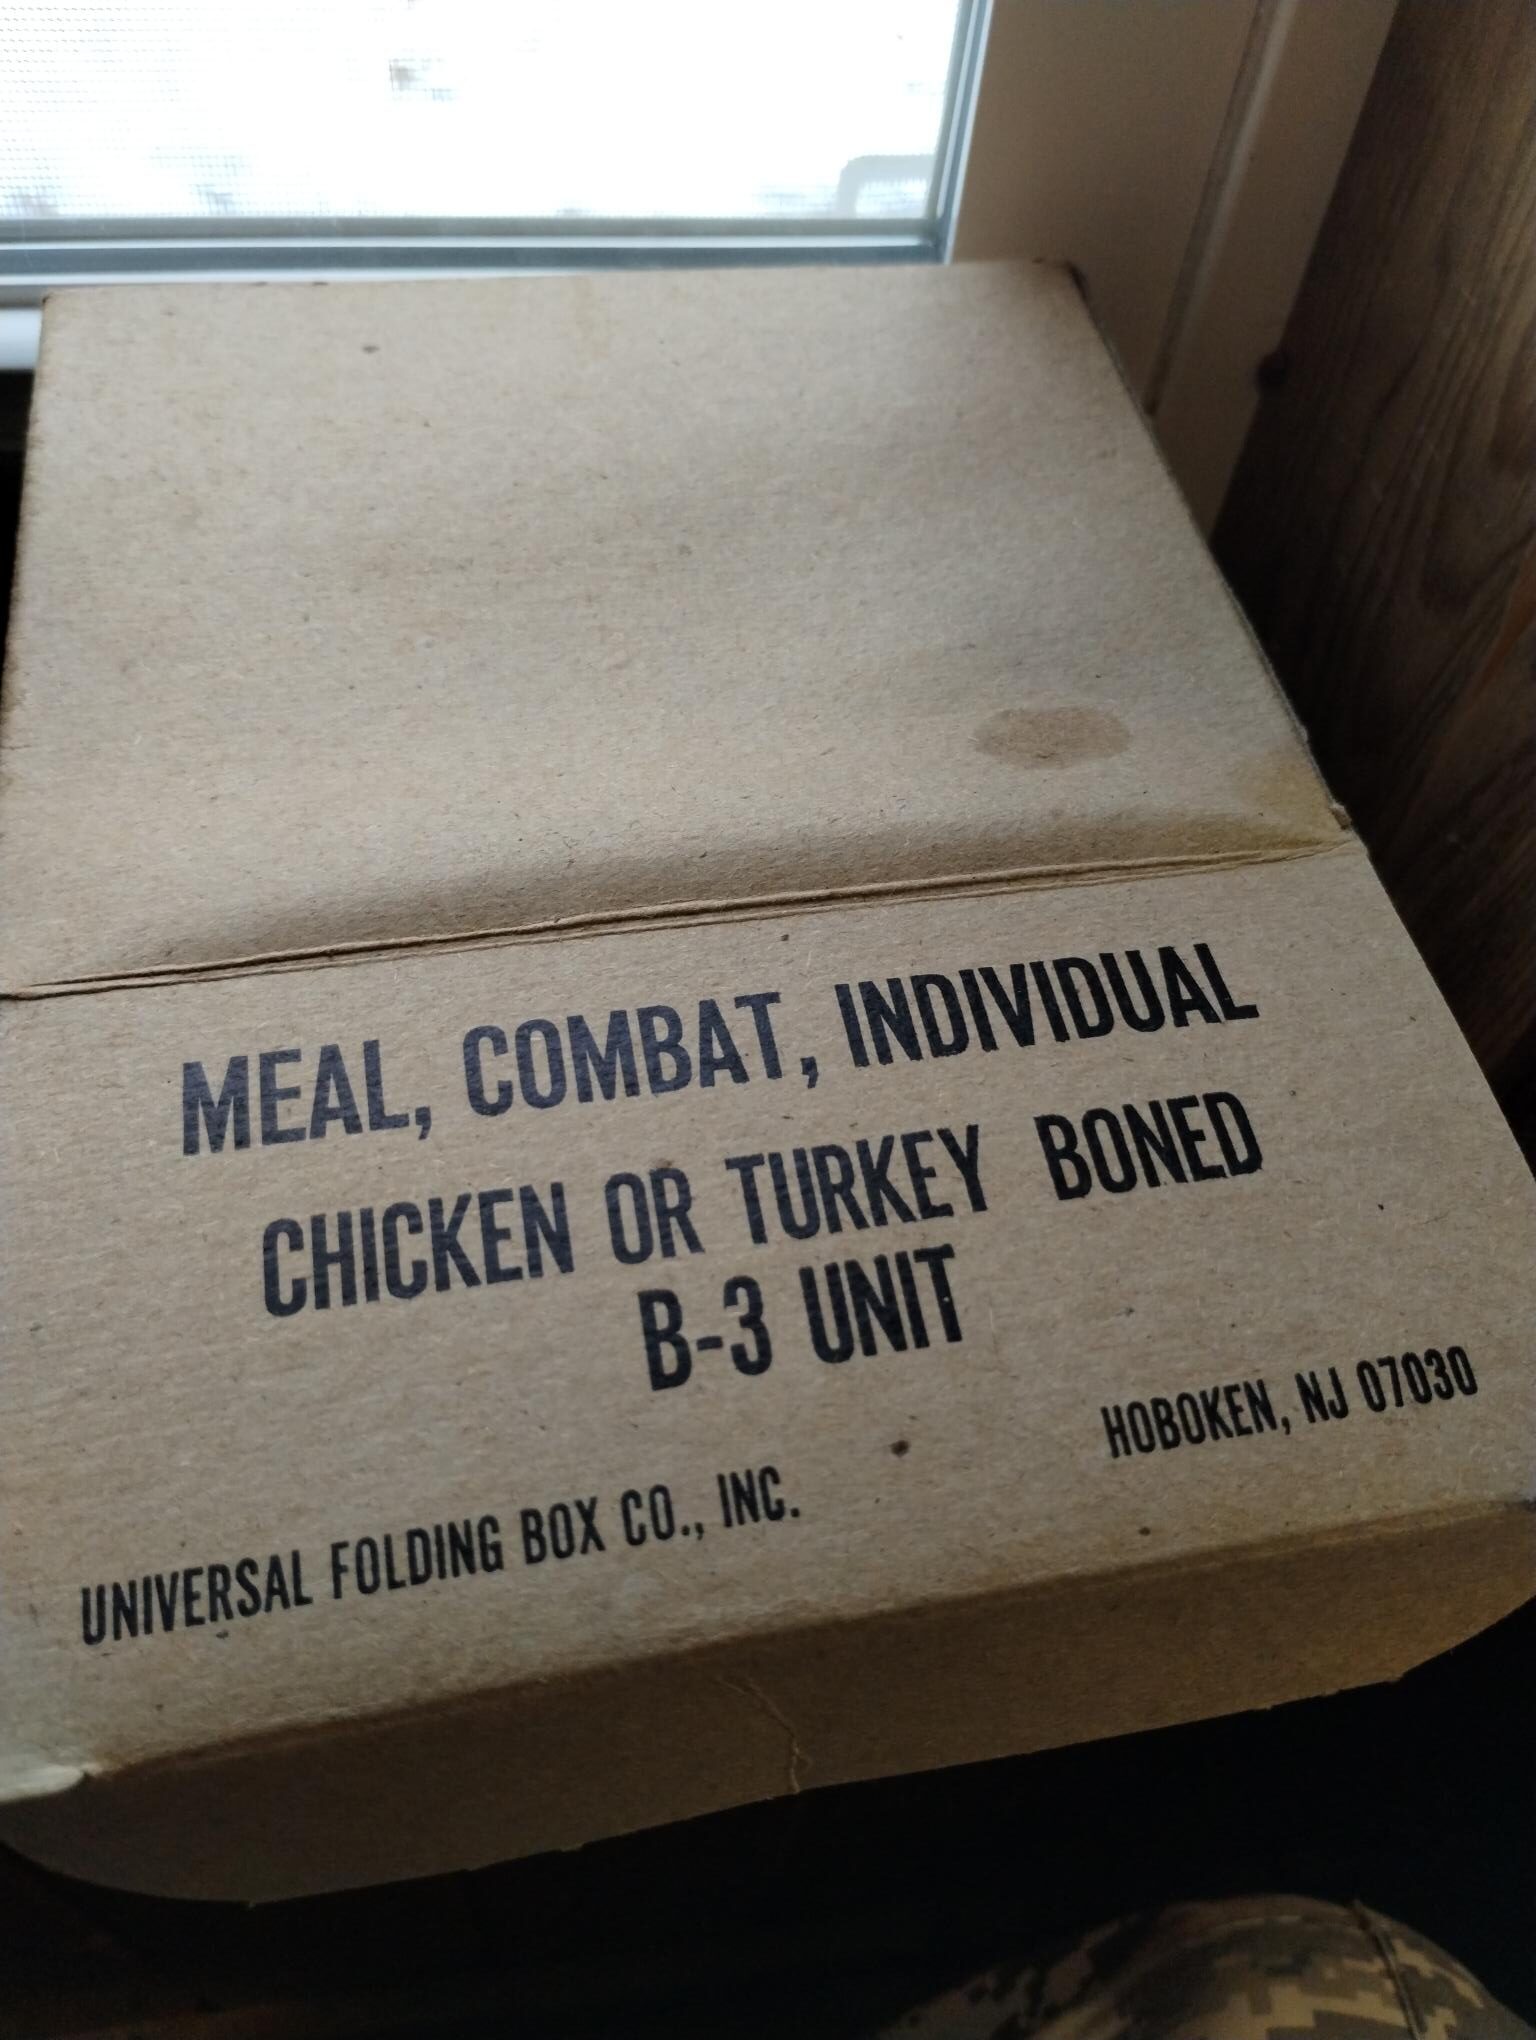 MEAL, COMBAT, INDIVIDUAL
CHICKEN OR TURKEY BONED
B-3 UNIT
UNIVERSAL FOLDING BOX CO., INC. HOBOKEN, NJ 07030